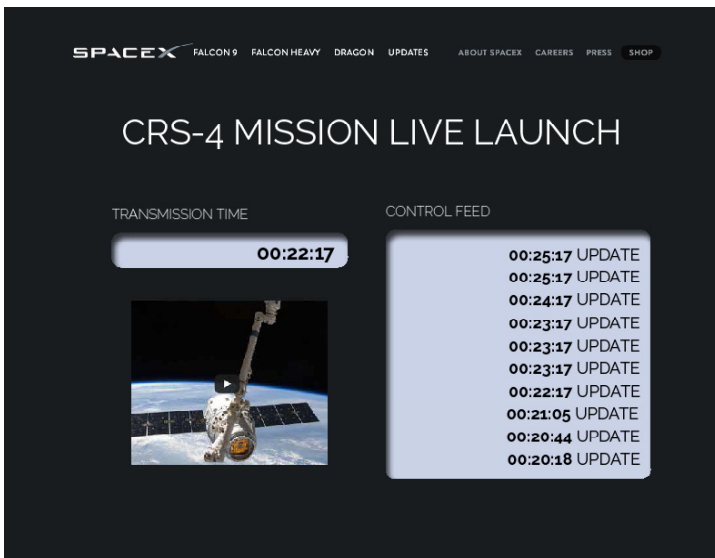 SPACEX FALCON 9 FALCON HEAVY DRAGON UPDATES ABOUT SPACEX CAREERS PRESS SHOP
CRS-4 MISSION LIVE LAUNCH
TRANSMISSION TIME
00:22:17
CONTROL FEED
00:25:17 UPDATE
00:25:17 UPDATE
00:24:17 UPDATE
00:23:17 UPDATE
00:23:17 UPDATE
00:23:17 UPDATE
00:22:17 UPDATE
00:21:05 UPDATE
00:20:44 UPDATE
00:20:18 UPDATE